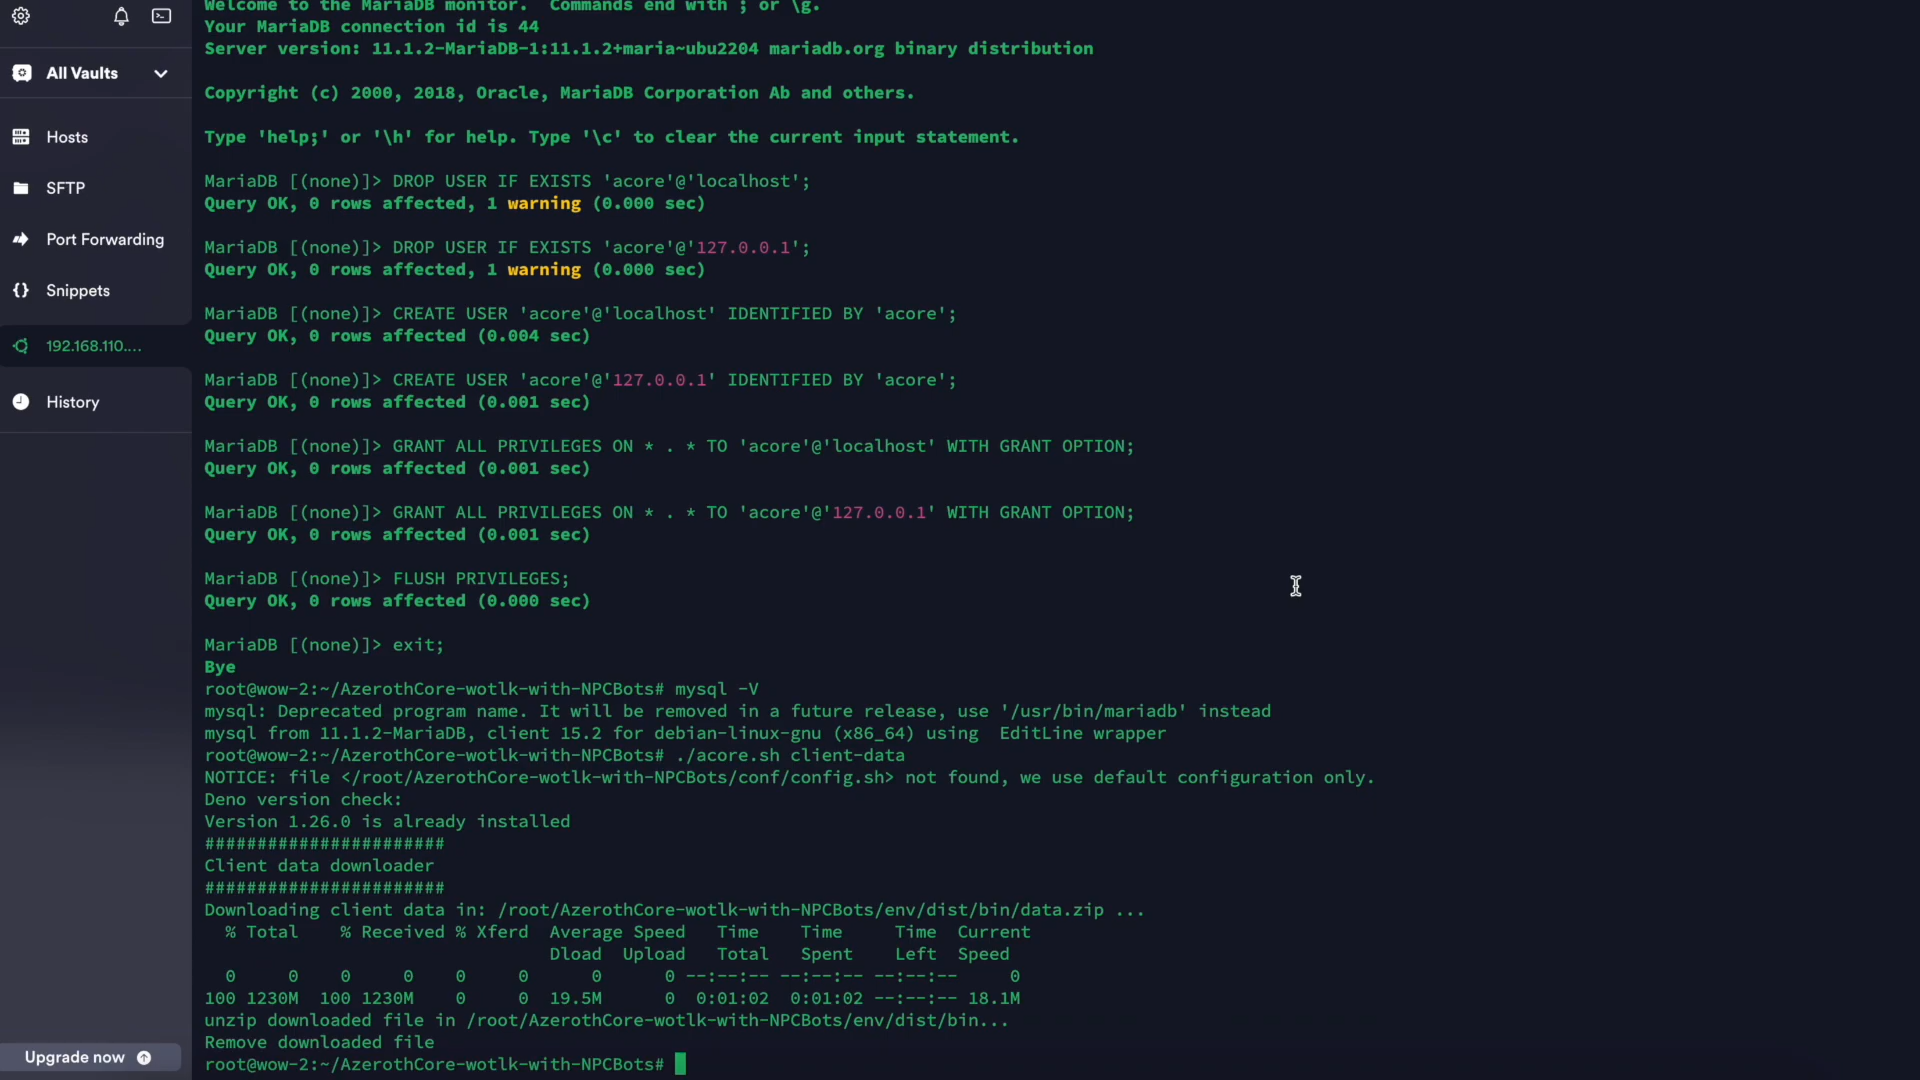 All Vaults
Hosts
SFTP
Port Forwarding
Snippets
192.168.110....
History
Upgrade now
Welcome to the MariaDB monitor.  Commands end with ; or \g.
Your MariaDB connection id is 44
Server version: 11.1.2-MariaDB-1:11.1.2+maria~ubu2204 mariadb.org binary distribution
Copyright (c) 2000, 2018, Oracle, MariaDB Corporation Ab and others.
Type 'help;' or '\h' for help. Type '\c' to clear the current input statement.
MariaDB [(none)]> DROP USER IF EXISTS 'acore'@'localhost';
Query OK, 0 rows affected, 1 warning (0.000 sec)
MariaDB [(none)]> DROP USER IF EXISTS 'acore'@'127.0.0.1';
Query OK, 0 rows affected, 1 warning (0.000 sec)
MariaDB [(none)]> CREATE USER 'acore'@'localhost' IDENTIFIED BY 'acore';
Query OK, 0 rows affected (0.004 sec)
MariaDB [(none)]> CREATE USER 'acore'@'127.0.0.1' IDENTIFIED BY 'acore';
Query OK, 0 rows affected (0.001 sec)
MariaDB [(none)]> GRANT ALL PRIVILEGES ON * . * TO 'acore'@'localhost' WITH GRANT OPTION;
Query OK, 0 rows affected (0.001 sec)
MariaDB [(none)]> GRANT ALL PRIVILEGES ON * . * TO 'acore'@'127.0.0.1' WITH GRANT OPTION;
Query OK, 0 rows affected (0.001 sec)
MariaDB [(none)]> FLUSH PRIVILEGES;
Query OK, 0 rows affected (0.000 sec)
MariaDB [(none)]> exit;
Bye
root@wow-2:~/AzerothCore-wotlk-with-NPCBots# mysql -V
mysql: Deprecated program name. It will be removed in a future release, use '/usr/bin/mariadb' instead
mysql from 11.1.2-MariaDB, client 15.2 for debian-linux-gnu (x86_64) using  EditLine wrapper
root@wow-2:~/AzerothCore-wotlk-with-NPCBots# ./acore.sh client-data
NOTICE: file </root/AzerothCore-wotlk-with-NPCBots/conf/config.sh> not found, we use default configuration only.
Deno version check:
Version 1.26.0 is already installed
#######################
Client data downloader
#######################
Downloading client data in: /root/AzerothCore-wotlk-with-NPCBots/env/dist/bin/data.zip ...
  % Total    % Received % Xferd  Average Speed   Time    Time     Time  Current
                                 Dload  Upload   Total   Spent    Left  Speed
  0     0    0     0    0     0      0      0 --:--:-- --:--:-- --:--:--     0
100 1230M  100 1230M    0     0  19.5M      0  0:01:02  0:01:02 --:--:-- 18.1M
unzip downloaded file in /root/AzerothCore-wotlk-with-NPCBots/env/dist/bin...
Remove downloaded file
root@wow-2:~/AzerothCore-wotlk-with-NPCBots#